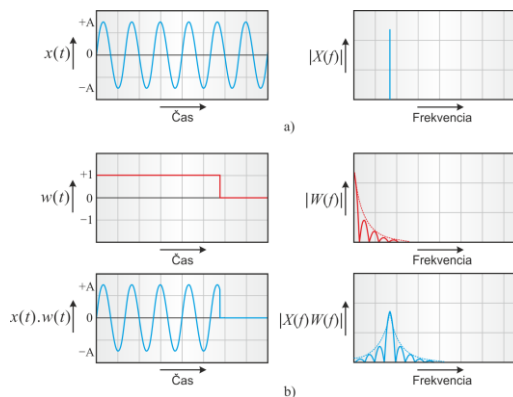 +A
x(t)
0
−A
Čas
|X(f)|
Frekvencia
a)
+1
w(t)
0
−1
Čas
|W(f)|
Frekvencia
+A
x(t).w(t)
0
−A
Čas
|X(f)W(f)|
Frekvencia
b)